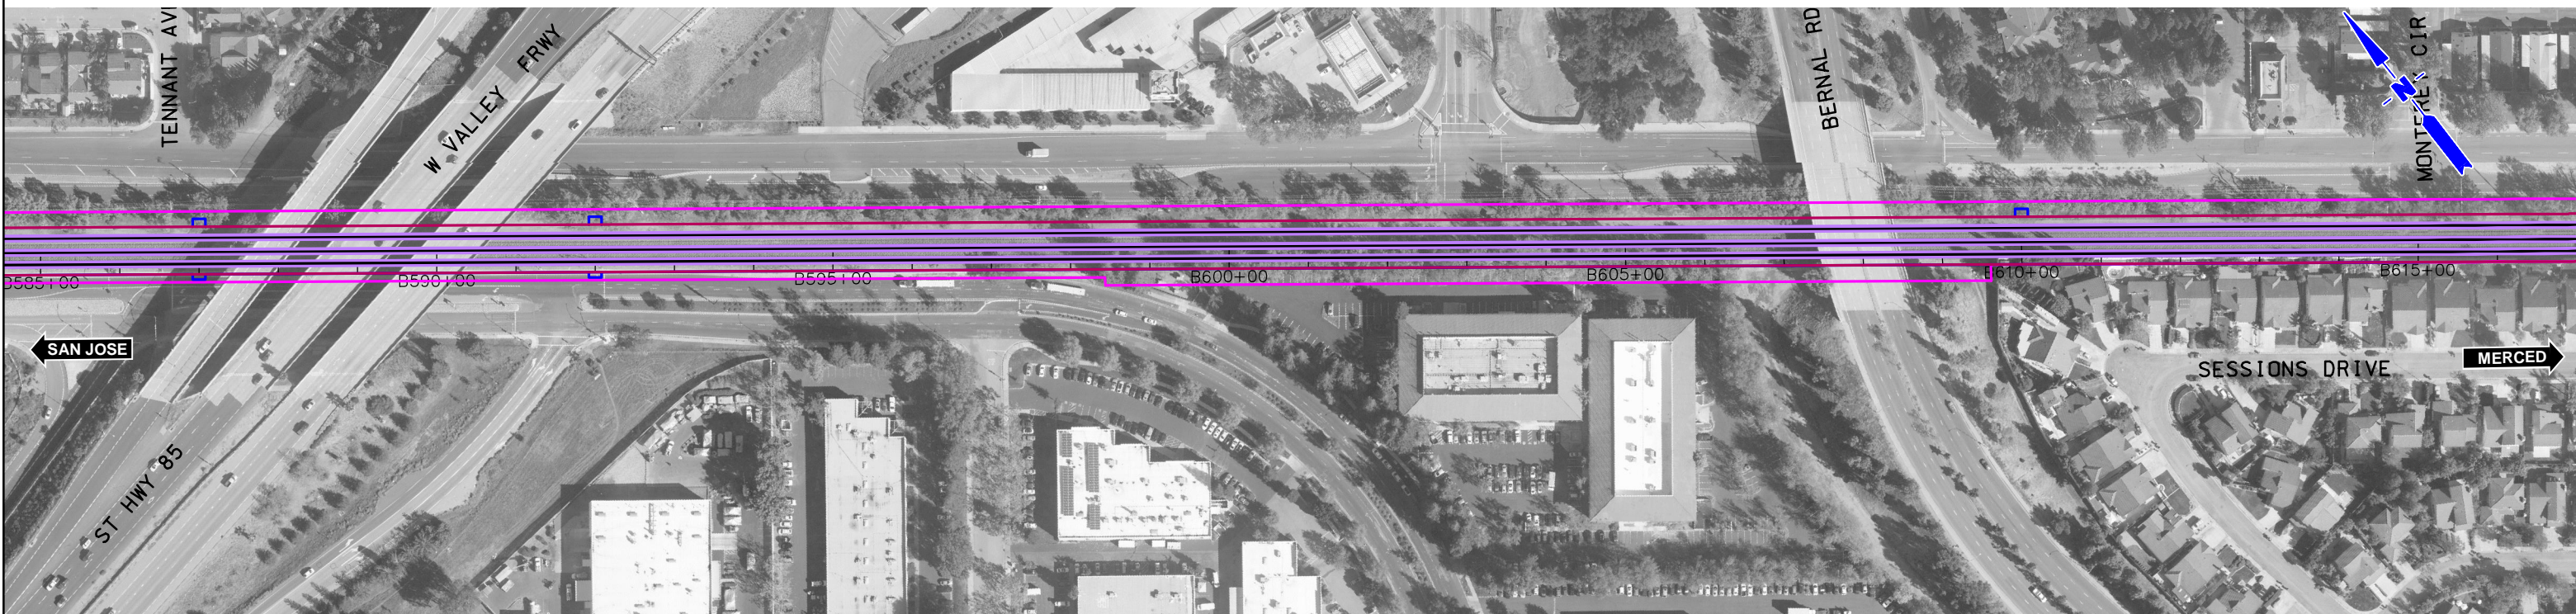 TENNANT AV
W VALLEY FRWY
BERNAL RD
MONTEREY CIR
N
B585+00
B590+00
B595+00
B600+00
B605+00
B610+00
B615+00
SAN JOSE
SESSIONS DRIVE
MERCED
ST HWY 85